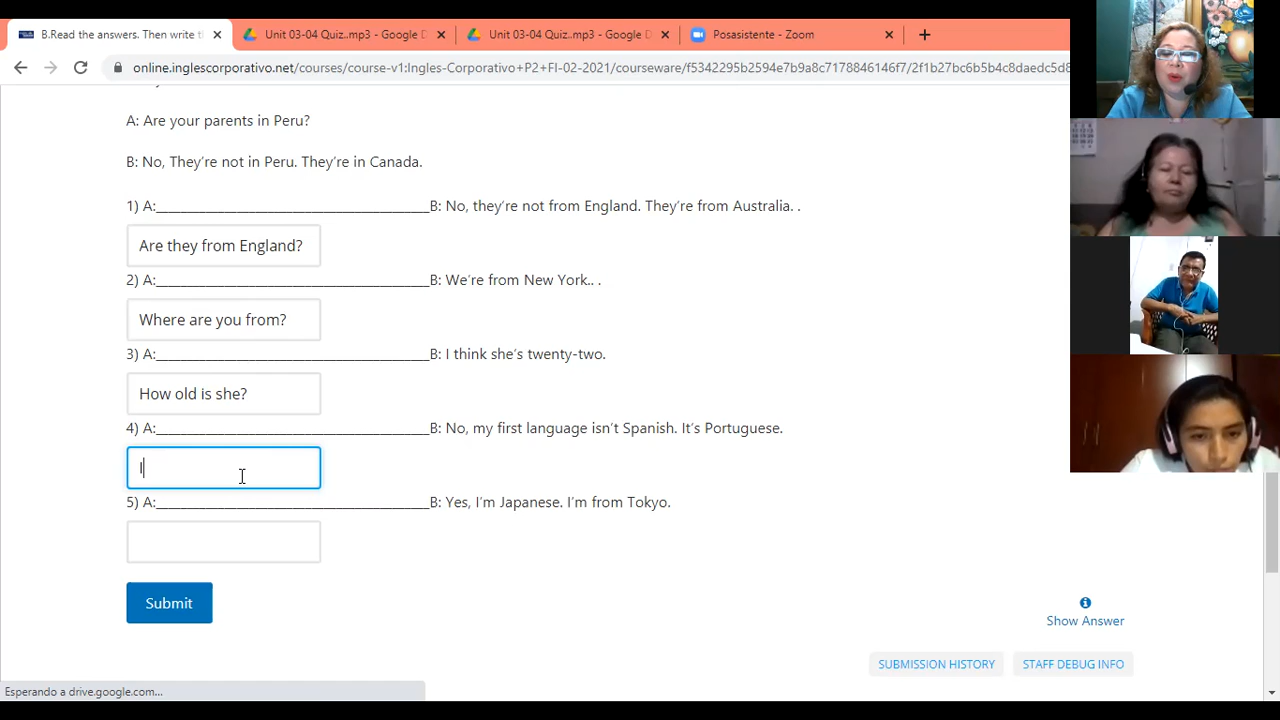 B.Read the answers. Then write t
Unit 03-04 Quiz..mp3 - Google D
Unit 03-04 Quiz..mp3 - Google D
Posasistente - Zoom
online.inglescorporativo.net/courses/course-v1:Ingles-Corporativo+P2+FI-02-2021/courseware/f5342295b2594e7b9a8c7178846146f7/2f1b27bc6b5b4c8daedc5d8
A: Are your parents in Peru?
B: No, They’re not in Peru. They’re in Canada.
1) A:__________________________________B: No, they’re not from England. They’re from Australia. .
Are they from England?
2) A:__________________________________B: We’re from New York.. .
Where are you from?
3) A:__________________________________B: I think she’s twenty-two.
How old is she?
4) A:__________________________________B: No, my first language isn’t Spanish. It’s Portuguese.
I
5) A:__________________________________B: Yes, I’m Japanese. I’m from Tokyo.
Submit
Show Answer
SUBMISSION HISTORY
STAFF DEBUG INFO
Esperando a drive.google.com...